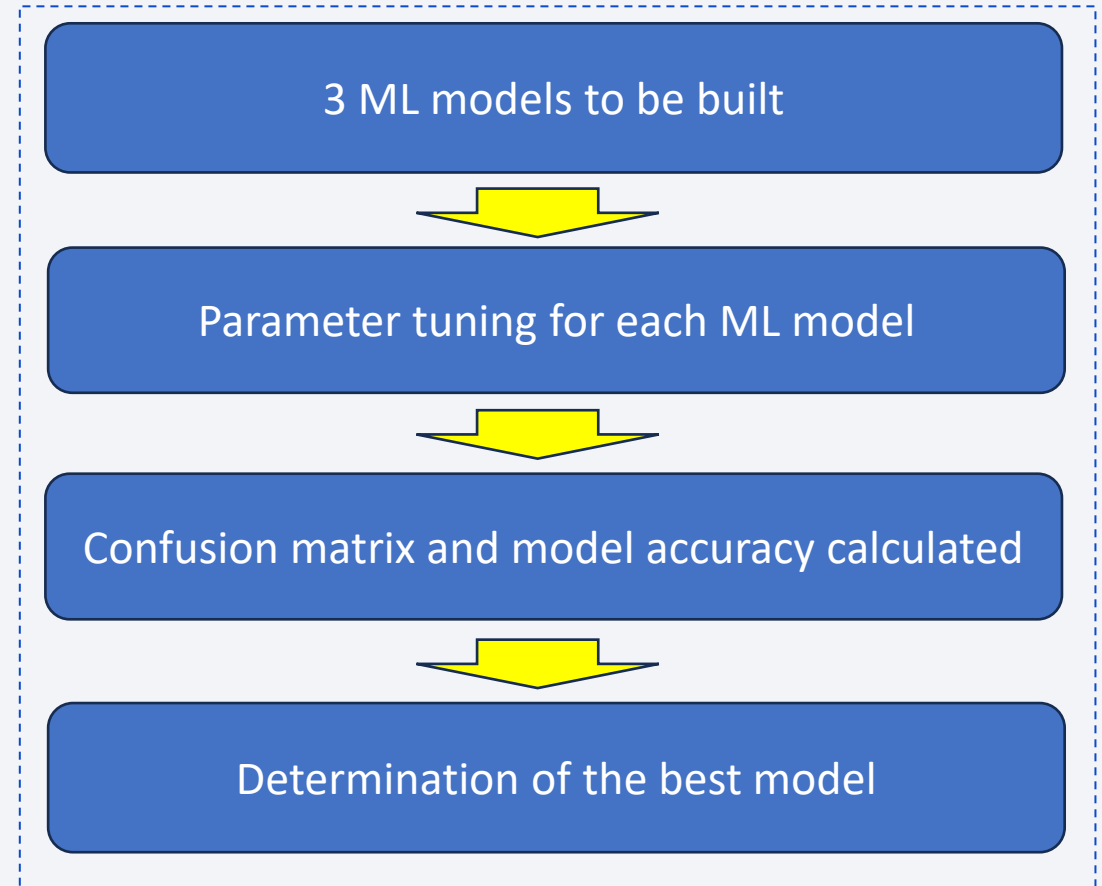 3 ML models to be built
Parameter tuning for each ML model
Confusion matrix and model accuracy calculated
Determination of the best model